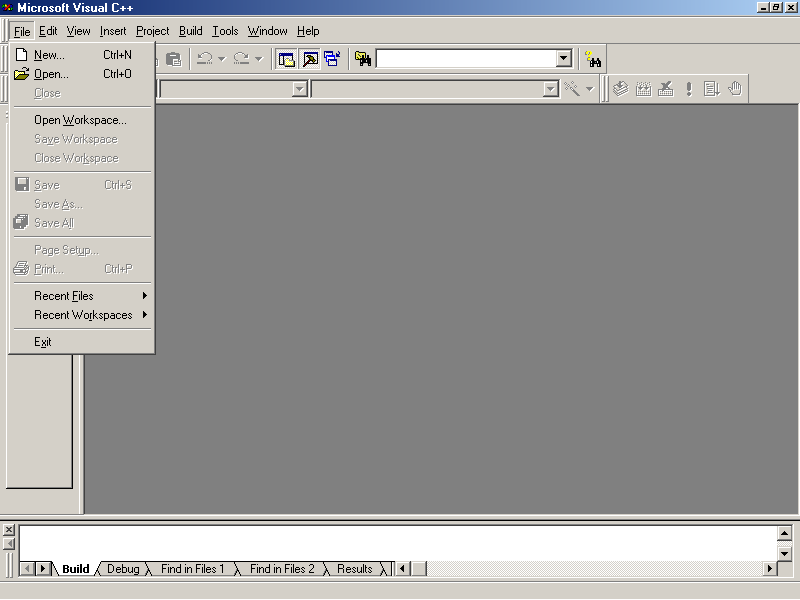 Microsoft Visual C++
File Edit View Insert Project Build Tools Window Help
New... Ctrl+N
Open... Ctrl+O
Close
Open Workspace...
Save Workspace
Close Workspace
Save Ctrl+S
Save As...
Save All
Page Setup...
Print... Ctrl+P
Recent Files
Recent Workspaces
Exit
Build Debug Find in Files 1 Find in Files 2 Results